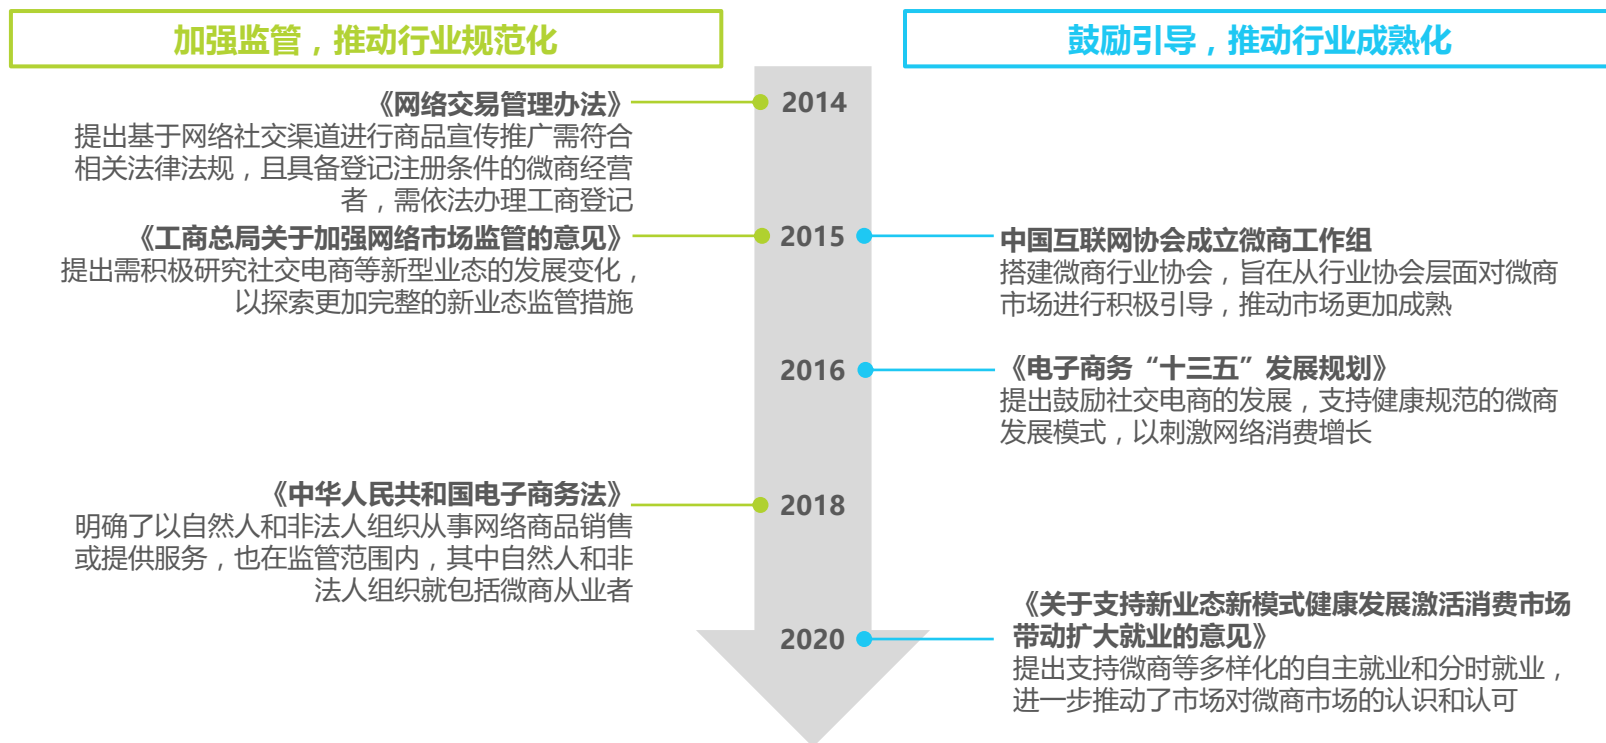 加强监管，推动行业规范化
鼓励引导，推动行业成熟化
2014
《网络交易管理办法》
提出基于网络社交渠道进行商品宣传推广需符合
相关法律法规，且具备登记注册条件的微商经营
者，需依法办理工商登记
2015
《工商总局关于加强网络市场监管的意见》
提出需积极研究社交电商等新型业态的发展变化，
以探索更加完整的新业态监管措施
中国互联网协会成立微商工作组
搭建微商行业协会，旨在从行业协会层面对微商
市场进行积极引导，推动市场更加成熟
2016
《电子商务“十三五”发展规划》
提出鼓励社交电商的发展，支持健康规范的微商
发展模式，以刺激网络消费增长
2018
《中华人民共和国电子商务法》
明确了以自然人和非法人组织从事网络商品销售
或提供服务，也在监管范围内，其中自然人和非
法人组织就包括微商从业者
2020
《关于支持新业态新模式健康发展激活消费市场
带动扩大就业的意见》
提出支持微商等多样化的自主就业和分时就业，
进一步推动了市场对微商市场的认识和认可